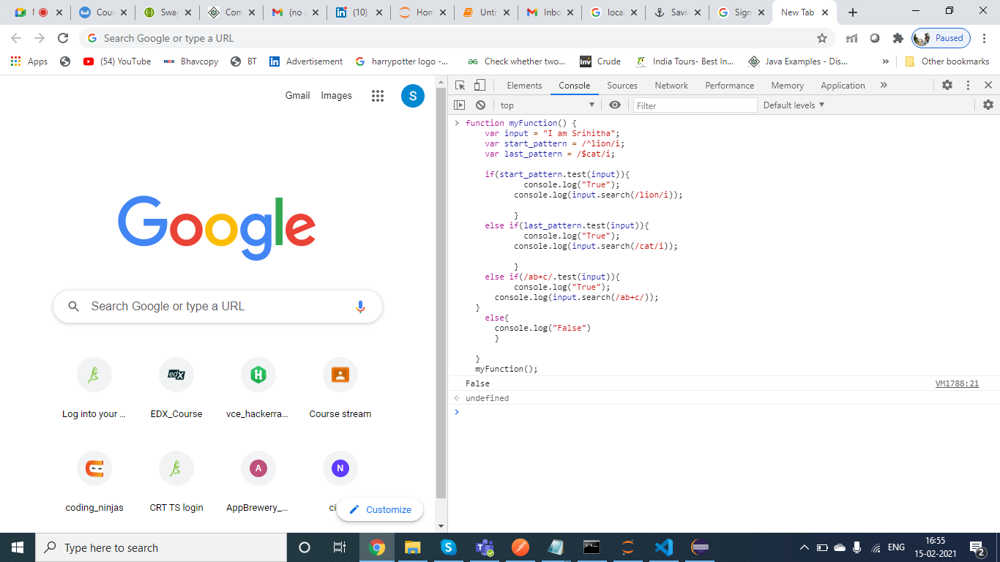 Cou
Swag
Com
(no s
(10)
Hom
Unti
Inbo
loca
Savi
Sign
New Tab
Search Google or type a URL
Paused
Apps
(54) YouTube
MCX Bhavcopy
BT
Advertisement
harrypotter logo -...
Check whether two...
Inv Crude
India Tours- Best In...
Java Examples - Dis...
»
Other bookmarks
Gmail Images
S
Google
Search Google or type a URL
Log into your ...
edX
EDX_Course
H
vce_hackerra...
Course stream
coding_ninjas
CRT TS login
A
AppBrewery_...
N
ci
Customize
Elements Console Sources Network Performance Memory Application »
top Filter Default levels
function myFunction() {
var input = "I am Srihitha";
var start_pattern = /^lion/i;
var last_pattern = /$cat/i;
if(start_pattern.test(input)){
console.log("True");
console.log(input.search(/lion/i));
}
else if(last_pattern.test(input)){
console.log("True");
console.log(input.search(/cat/i));
}
else if(/ab+c/.test(input)){
console.log("True");
console.log(input.search(/ab+c/));
}
else{
console.log("False")
}
}
myFunction();
False VM1788:21
undefined
Type here to search
ENG
16:55
15-02-2021
2